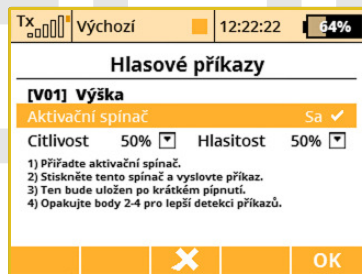 Tx Výchozí 12:22:22 64%
Hlasové příkazy
[V01] Výška
Aktivační spínač Sa
Citlivost 50% Hlasitost 50%
1) Přiřadte aktivační spínač.
2) Stiskněte tento spínač a vyslovte příkaz.
3) Ten bude uložen po krátkém pípnutí.
4) Opakujte body 2-4 pro lepší detekci příkazů.
OK